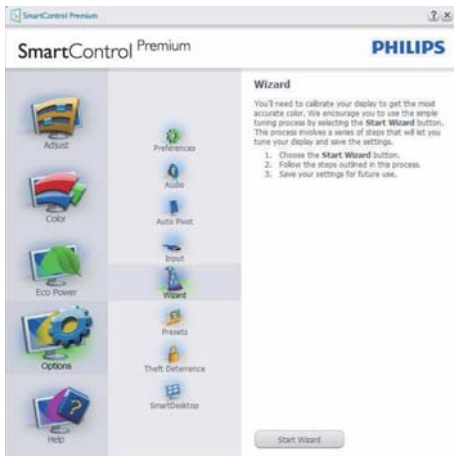 SmartControl Premium
SmartControl Premium
PHILIPS
Adjust
Color
Eco Power
Options
Help
Preferences
Audio
Auto Pivot
Input
Wizard
Presets
Theft Deterrence
SmartDesktop
Wizard
You'll need to calibrate your display to get the most
accurate color. We encourage you to use the simple
tuning process by selecting the Start Wizard button.
This process involves a series of steps that will let you
tune your display and save the settings.
1. Choose the Start Wizard button.
2. Follow the steps outlined in this process.
3. Save your settings for future use.
Start Wizard